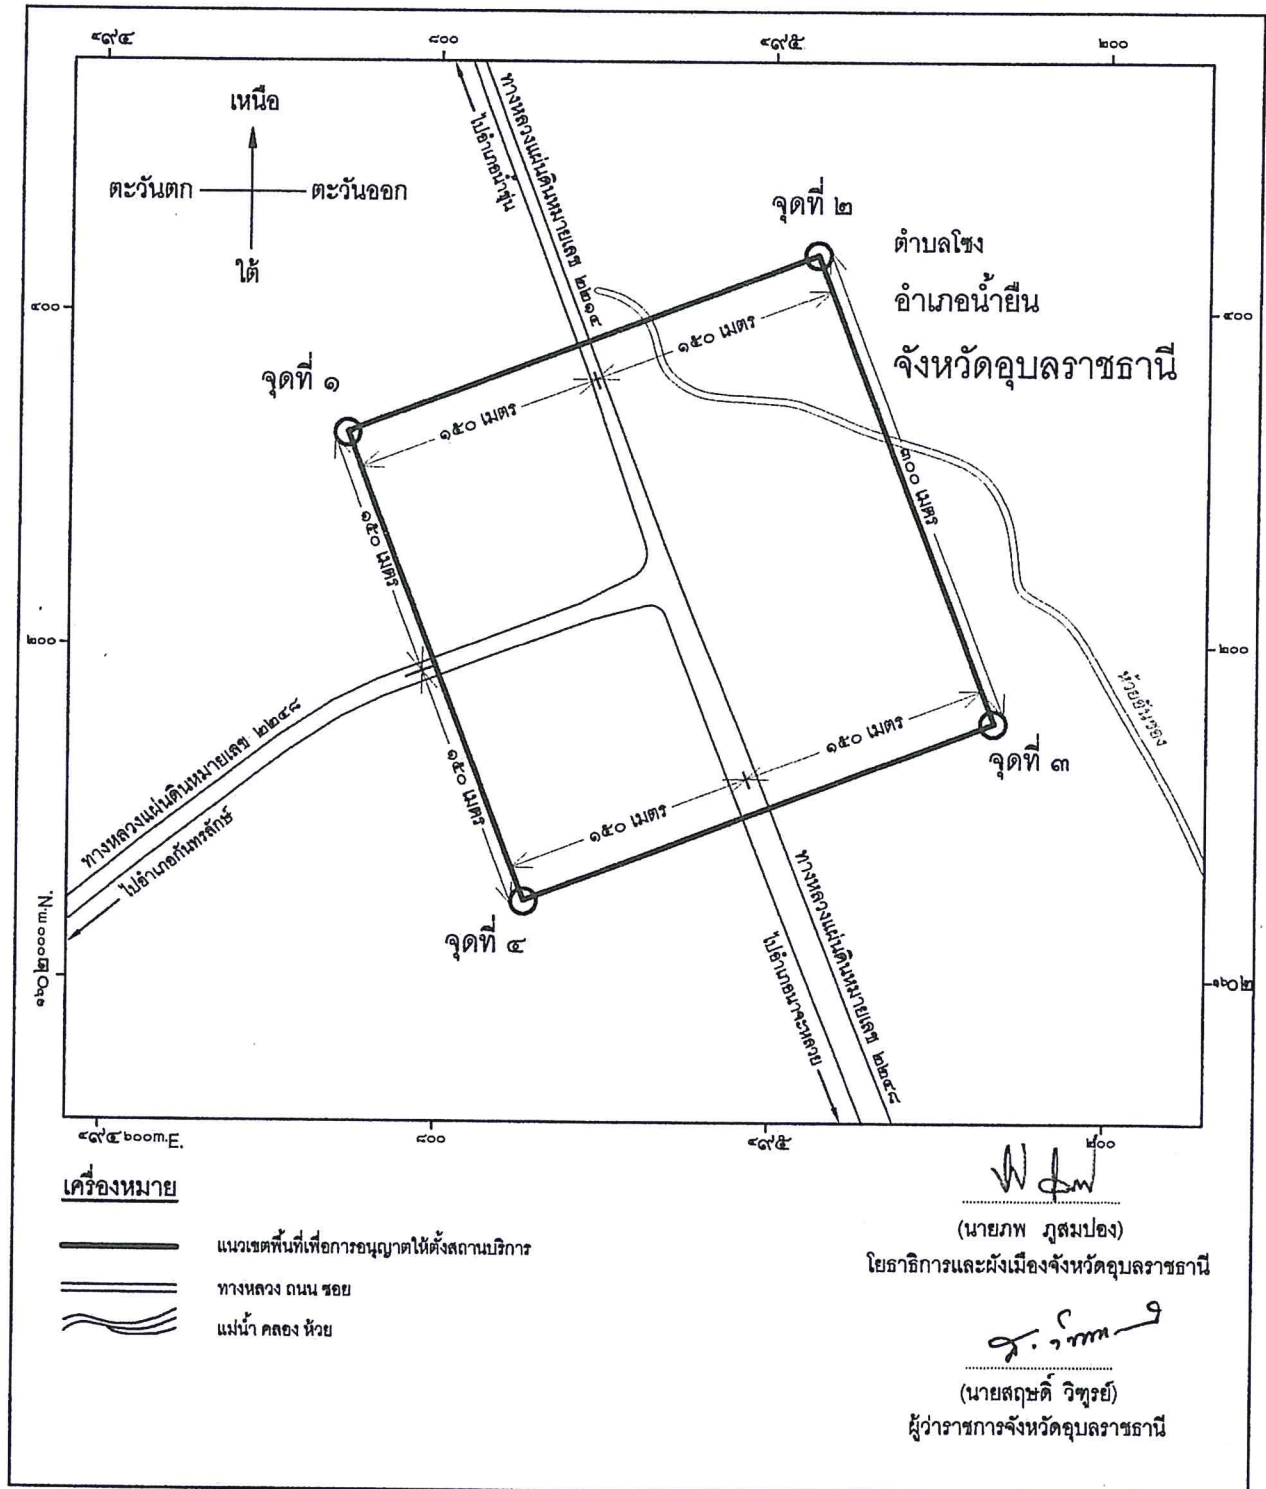 ๔๙๔
๘๐๐
๔๙๕
๒๐๐
เหนือ
ตะวันตก
ตะวันออก
ใต้
ไปอำเภอน้ำขุ่น
ทางหลวงแผ่นดินหมายเลข ๒๒๑๔
จุดที่ ๒
ตำบลโซง
อำเภอน้ำยืน
จังหวัดอุบลราชธานี
๔๐๐
๔๐๐
จุดที่ ๑
๑๕๐ เมตร
๑๕๐ เมตร
๑๕๐ เมตร
๓๐๐ เมตร
๒๐๐
๒๐๐
ทางหลวงแผ่นดินหมายเลข ๒๒๔๘
ไปอำเภอกันทรลักษ์
๑๕๐ เมตร
๑๕๐ เมตร
๑๕๐ เมตร
จุดที่ ๓
จุดที่ ๔
ทางหลวงแผ่นดินหมายเลข ๒๒๔๘
ไปอำเภอนาจะหลวย
๑๖๐๒๐๐๐ m.N.
๑๖๐๒
๔๙๔๖๐๐m.E.
๘๐๐
๔๙๕
๒๐๐
เครื่องหมาย
แนวเขตพื้นที่เพื่อการอนุญาตให้ตั้งสถานบริการ
ทางหลวง ถนน ซอย
แม่น้ำ คลอง ห้วย
(นายภพ ภูสมปอง)
โยธาธิการและผังเมืองจังหวัดอุบลราชธานี
(นายสฤษดิ์ วิฑูรย์)
ผู้ว่าราชการจังหวัดอุบลราชธานี